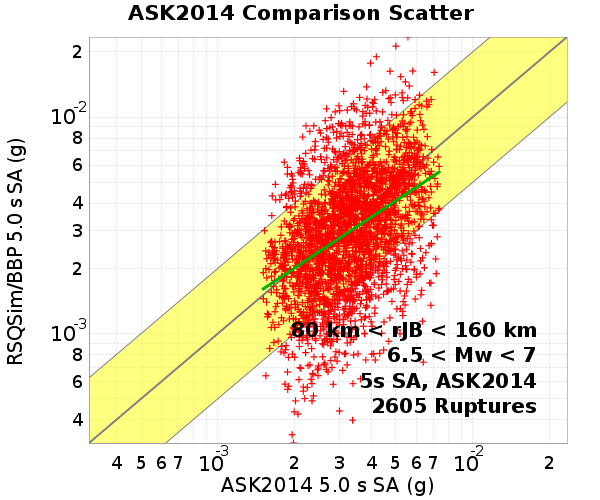 ASK2014 Comparison Scatter
RSQSim/BBP 5.0 s SA (g)
2
10-2
8
6
4
3
2
10-3
8
6
4
80 km < rJB < 160 km
6.5 < Mw < 7
5s SA, ASK2014
2605 Ruptures
4 5 6 7 10-3 2 3 4 5 6 7 10-2 2
ASK2014 5.0 s SA (g)